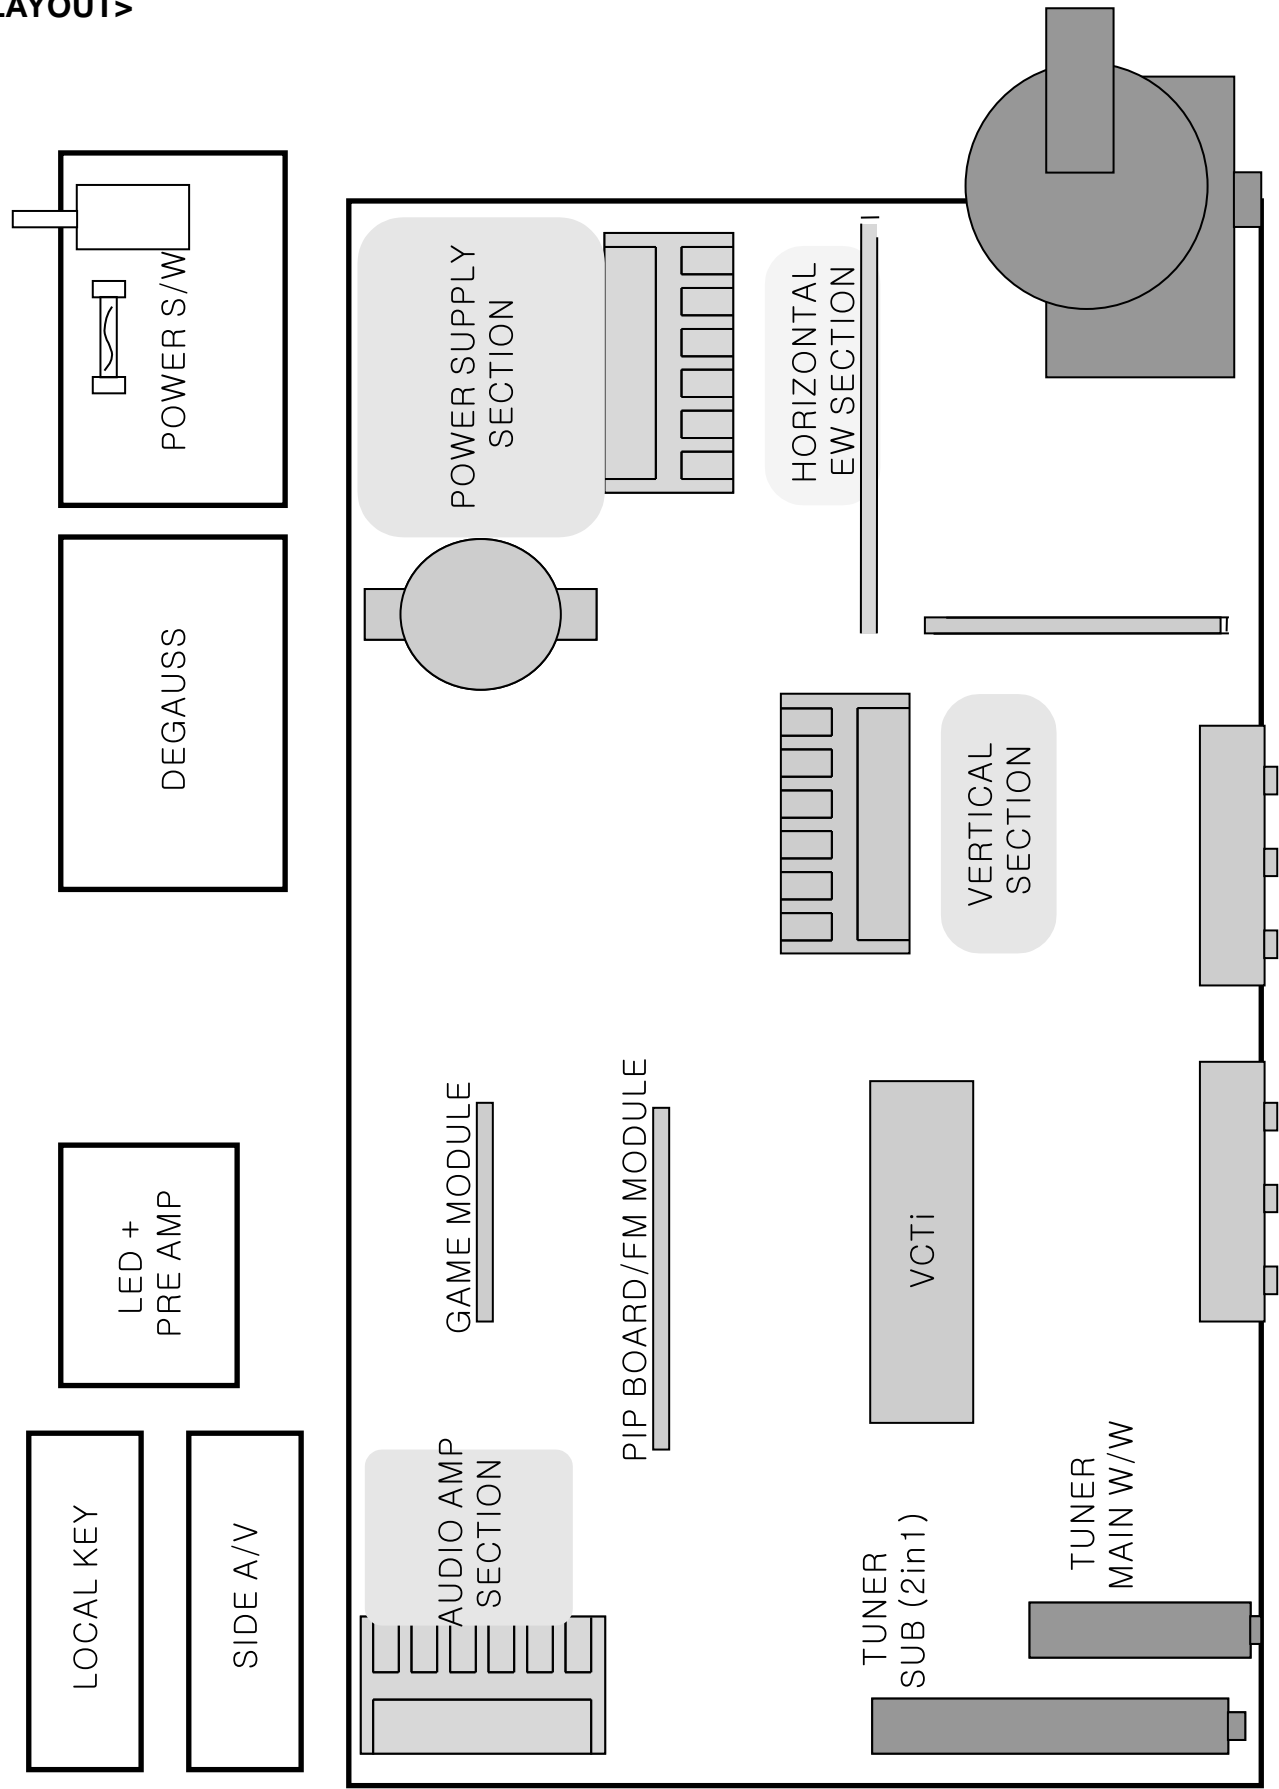 LAYOUT>
POWER S/W
POWER SUPPLY
SECTION
HORIZONTAL
EW SECTION
DEGAUSS
VERTICAL
SECTION
LED +
PRE AMP
GAME MODULE
PIP BOARD/FM MODULE
VCTi
LOCAL KEY
SIDE A/V
AUDIO AMP
SECTION
TUNER
SUB (2in1)
TUNER
MAIN W/W